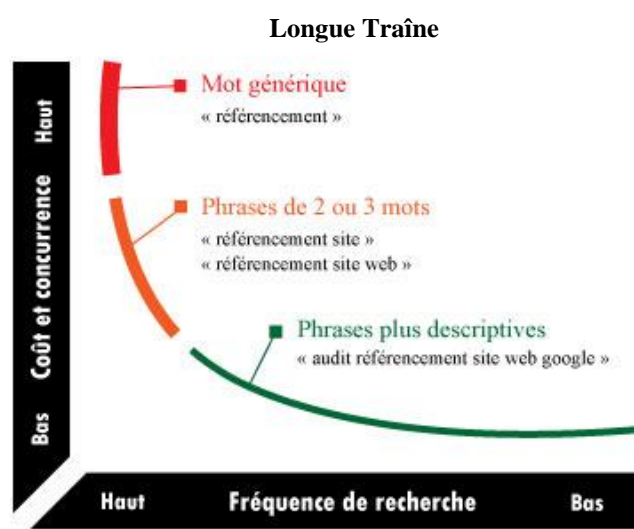 Longue Traîne
Mot générique
« référencement »
Phrases de 2 ou 3 mots
« référencement site »
« référencement site web »
Phrases plus descriptives
« audit référencement site web google »
Haut
Coût et concurrence
Bas
Haut
Fréquence de recherche
Bas